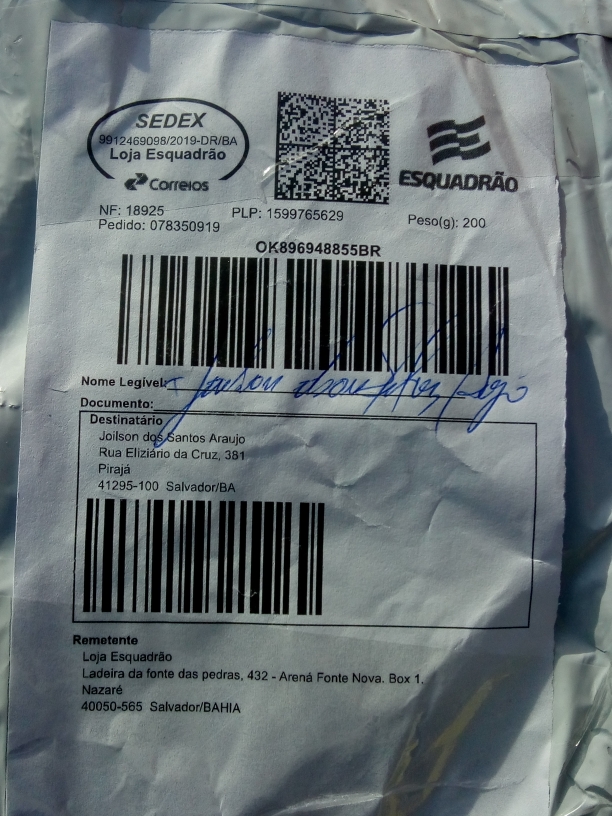 SEDEX
9912469098/2019-DR/BA
Loja Esquadrão
Correios
ESQUADRÃO
NF: 18925 PLP: 1599765629 Peso(g): 200
Pedido: 078350919
OK896948855BR
Nome Legível:
Documento:
Destinatário
Joilson dos Santos Araujo
Rua Eliziário da Cruz, 381
Pirajá
41295-100 Salvador/BA
Remetente
Loja Esquadrão
Ladeira da fonte das pedras, 432 - Arená Fonte Nova. Box 1.
Nazaré
40050-565 Salvador/BAHIA